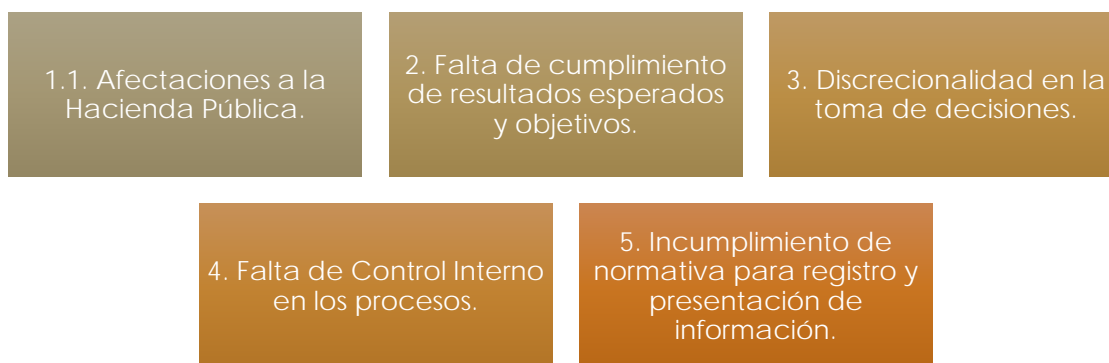 1.1. Afectaciones a la
Hacienda Pública.
2. Falta de cumplimiento
de resultados esperados
y objetivos.
3. Discrecionalidad en la
toma de decisiones.
4. Falta de Control Interno
en los procesos.
5. Incumplimiento de
normativa para registro y
presentación de
información.